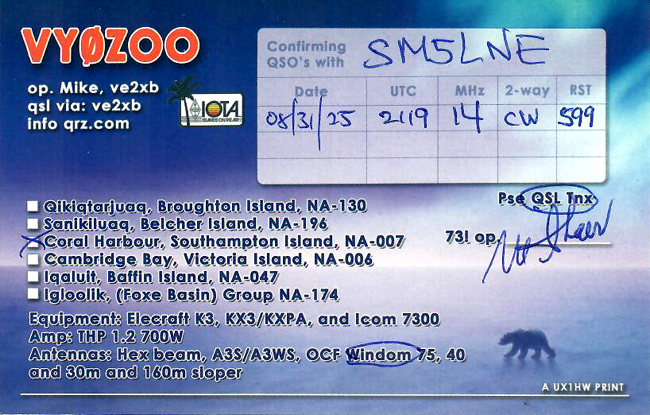 VYØZOO
op. Mike, ve2xb
qsl via: ve2xb
info qrz.com
IOTA
ISLANDS ON THE AIR
Confirming QSO's with SM5LNE
Date UTC MHz 2-way RST
08/31/25 2119 14 CW 599
Qikiqtarjuaq, Broughton Island, NA-130
Sanikiluaq, Belcher Island, NA-196
Coral Harbour, Southampton Island, NA-007
Cambridge Bay, Victoria Island, NA-006
Iqaluit, Baffin Island, NA-047
Igloolik, (Foxe Basin) Group NA-174
Pse QSL Tnx
73! op.
Equipment: Elecraft K3, KX3/KXPA, and Icom 7300
Amp: THP 1.2 700W
Antennas: Hex beam, A3S/A3WS, OCF Windom 75, 40
and 30m and 160m sloper
A UX1HW PRINT